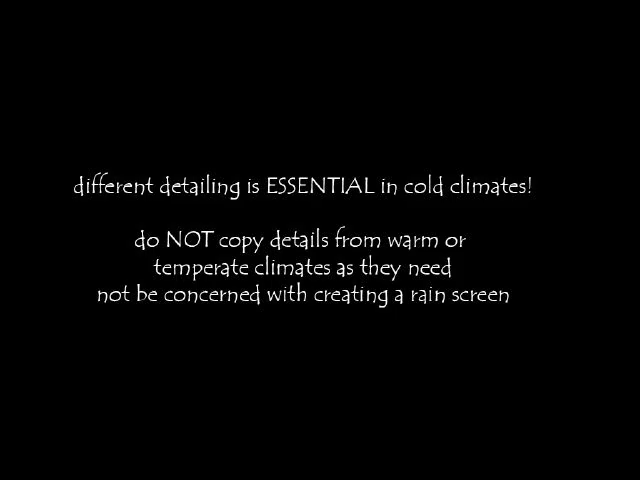 different detailing is ESSENTIAL in cold climates!
do NOT copy details from warm or
temperate climates as they need
not be concerned with creating a rain screen